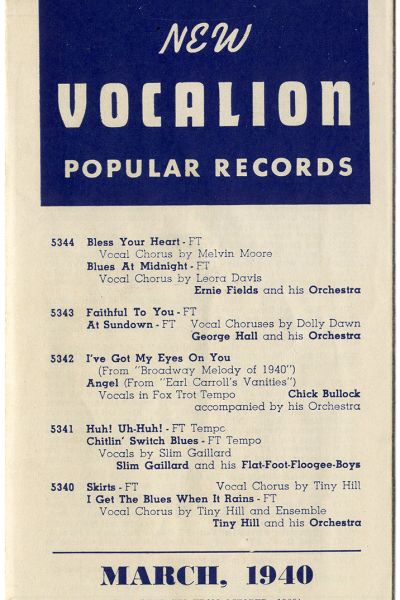 NEW
VOCALION
POPULAR RECORDS
5344 Bless Your Heart - FT
Vocal Chorus by Melvin Moore
Blues At Midnight - FT
Vocal Chorus by Leora Davis
Ernie Fields and his Orchestra
5343 Faithful To You - FT
At Sundown - FT Vocal Choruses by Dolly Dawn
George Hall and his Orchestra
5342 I've Got My Eyes On You
(From "Broadway Melody of 1940")
Angel (From "Earl Carroll's Vanities")
Vocals in Fox Trot Tempo Chick Bullock
accompanied by his Orchestra
5341 Huh! Uh-Huh! - FT Tempo
Chitlin' Switch Blues - FT Tempo
Vocals by Slim Gaillard
Slim Gaillard and his Flat-Foot-Floogee-Boys
5340 Skirts - FT Vocal Chorus by Tiny Hill
I Get The Blues When It Rains - FT
Vocal Chorus by Tiny Hill and Ensemble
Tiny Hill and his Orchestra
MARCH, 1940